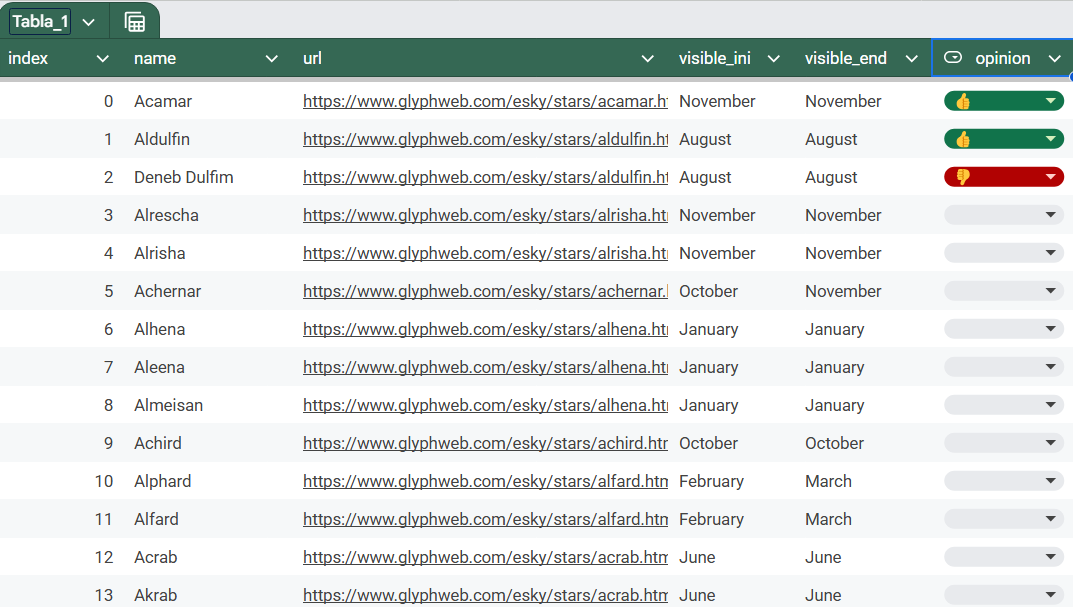 Tabla_1
index name url visible_ini visible_end opinion
0 Acamar https://www.glyphweb.com/esky/stars/acamar.h November November 👍
1 Aldulfin https://www.glyphweb.com/esky/stars/aldulfin.ht August August 👍
2 Deneb Dulfim https://www.glyphweb.com/esky/stars/aldulfin.ht August August 👎
3 Alrescha https://www.glyphweb.com/esky/stars/alrisha.ht November November
4 Alrisha https://www.glyphweb.com/esky/stars/alrisha.ht November November
5 Achernar https://www.glyphweb.com/esky/stars/achernar. October November
6 Alhena https://www.glyphweb.com/esky/stars/alhena.ht January January
7 Aleena https://www.glyphweb.com/esky/stars/alhena.ht January January
8 Almeisan https://www.glyphweb.com/esky/stars/alhena.ht January January
9 Achird https://www.glyphweb.com/esky/stars/achird.htr October October
10 Alphard https://www.glyphweb.com/esky/stars/alfard.htm February March
11 Alfard https://www.glyphweb.com/esky/stars/alfard.htm February March
12 Acrab https://www.glyphweb.com/esky/stars/acrab.htm June June
13 Akrab https://www.glyphweb.com/esky/stars/acrab.htm June June